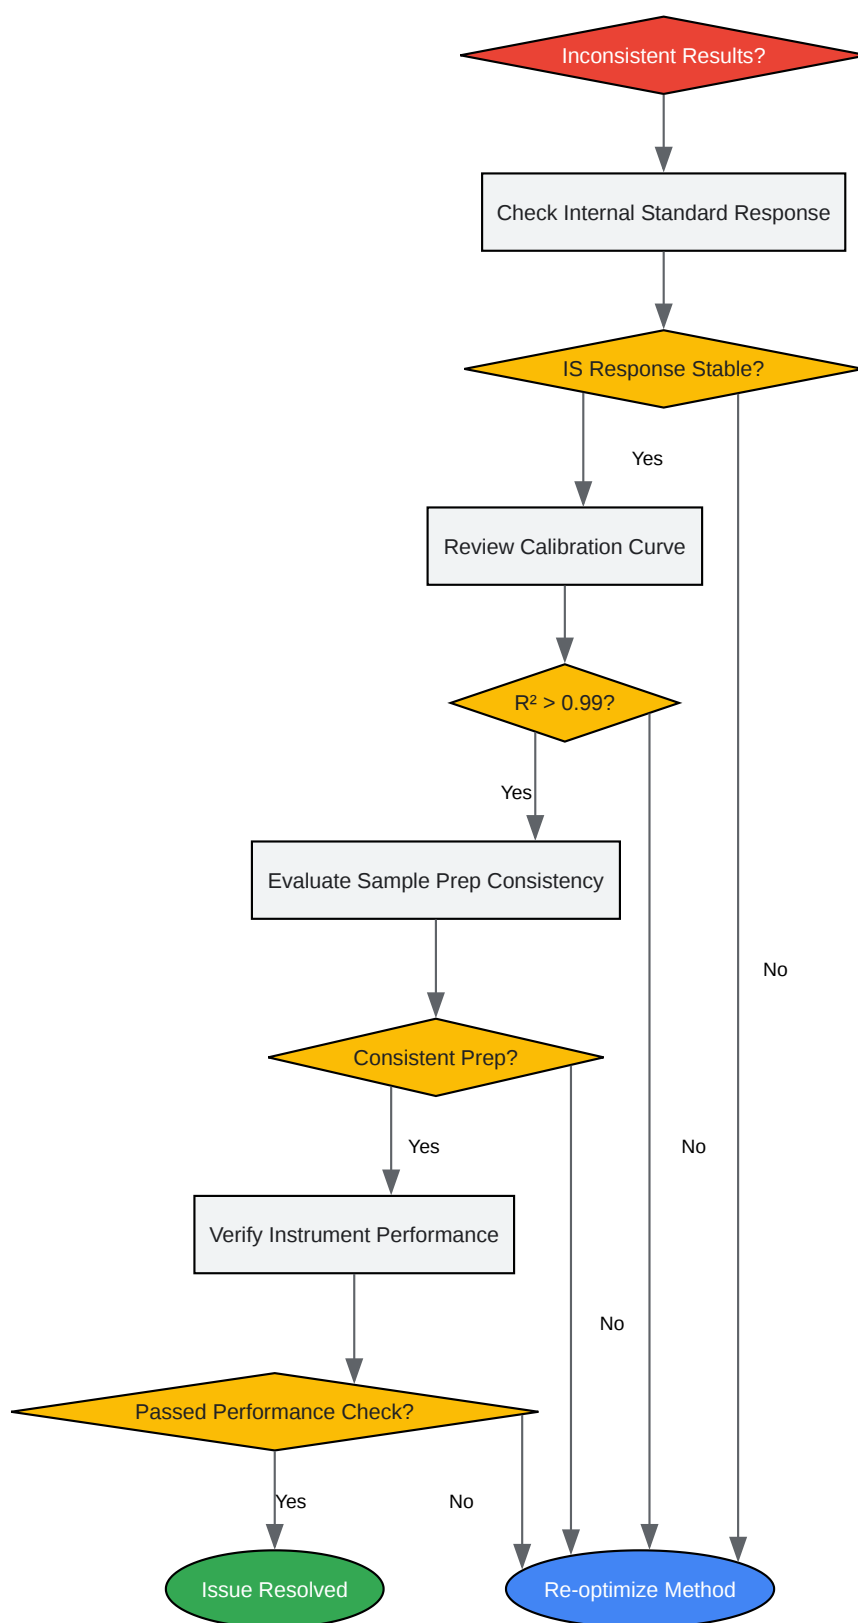 Inconsistent Results?
Check Internal Standard Response
IS Response Stable?
Yes
Review Calibration Curve
R² > 0.99?
Yes
Evaluate Sample Prep Consistency
No
Consistent Prep?
Yes
No
Verify Instrument Performance
No
Passed Performance Check?
Yes
No
Issue Resolved
Re-optimize Method